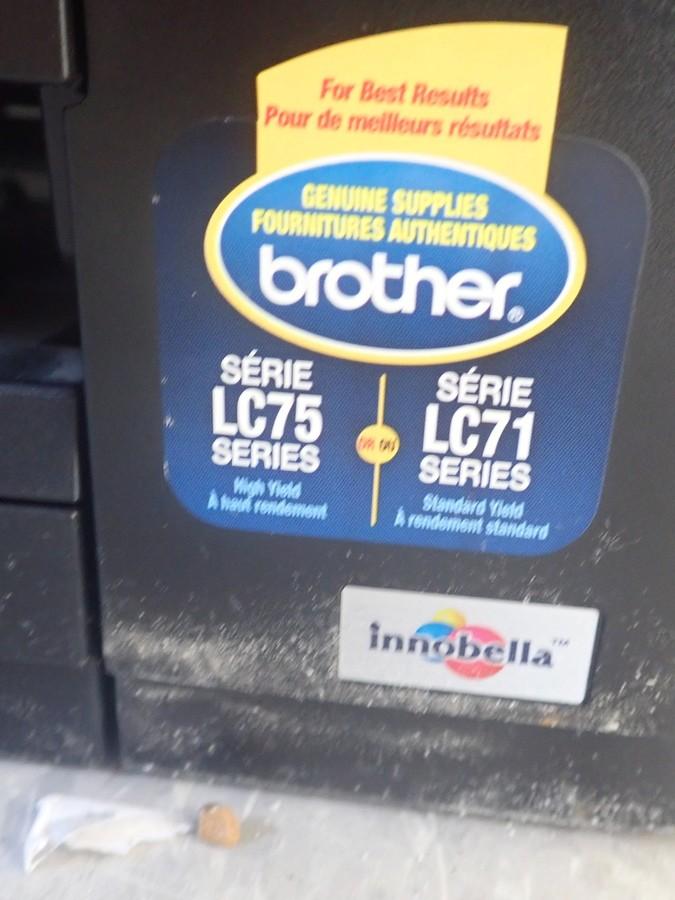 For Best Results
Pour de meilleurs résultats
GENUINE SUPPLIES
FOURNITURES AUTHENTIQUES
brother®
SÉRIE
LC75
SERIES
High Yield
À haut rendement
OR OU
SÉRIE
LC71
SERIES
Standard Yield
À rendement standard
innobella™